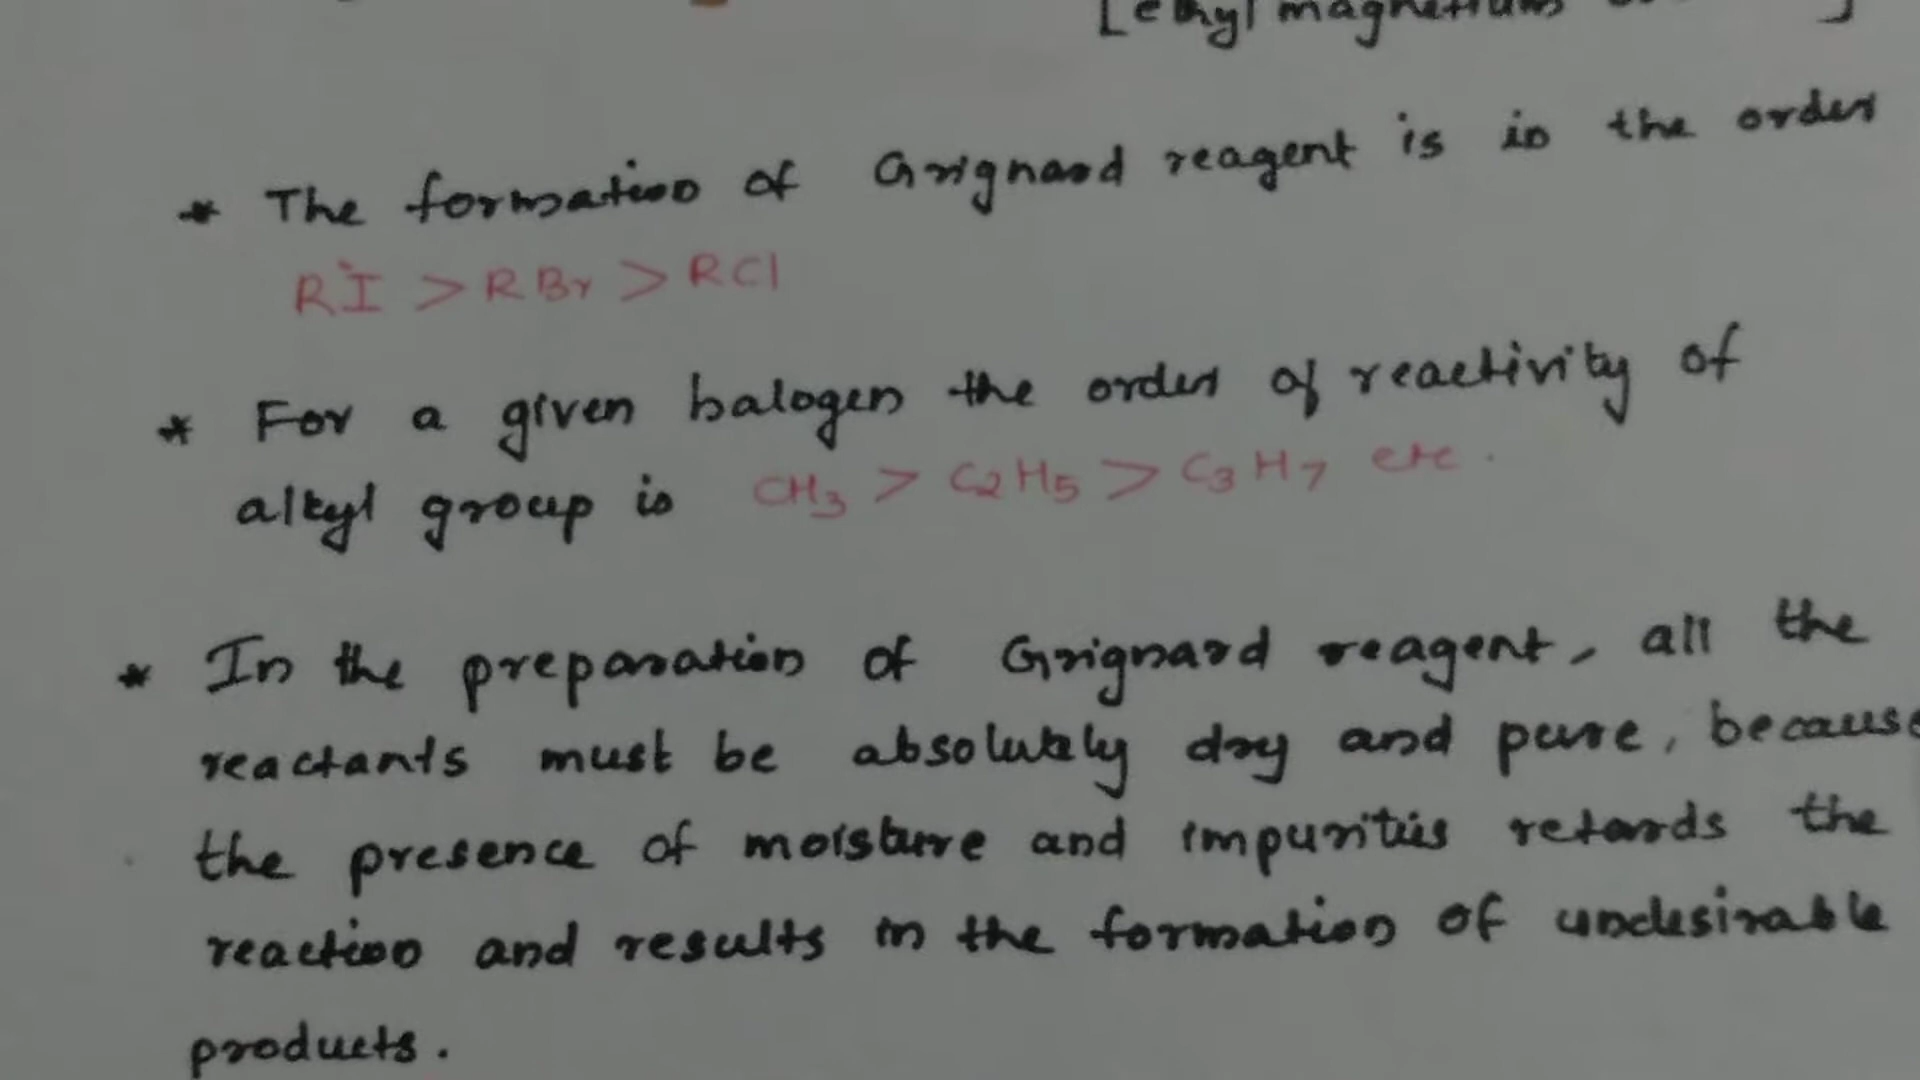 [ethyl magnesium ]
* The formation of Grignard reagent is in the order
RI > RBr > RCl
* For a given halogen the order of reactivity of
alkyl group is CH3 > C2H5 > C3H7 etc.
* In the preparation of Grignard reagent, all the
reactants must be absolutely dry and pure, because
the presence of moisture and impurities retards the
reaction and results in the formation of undesirable
products.